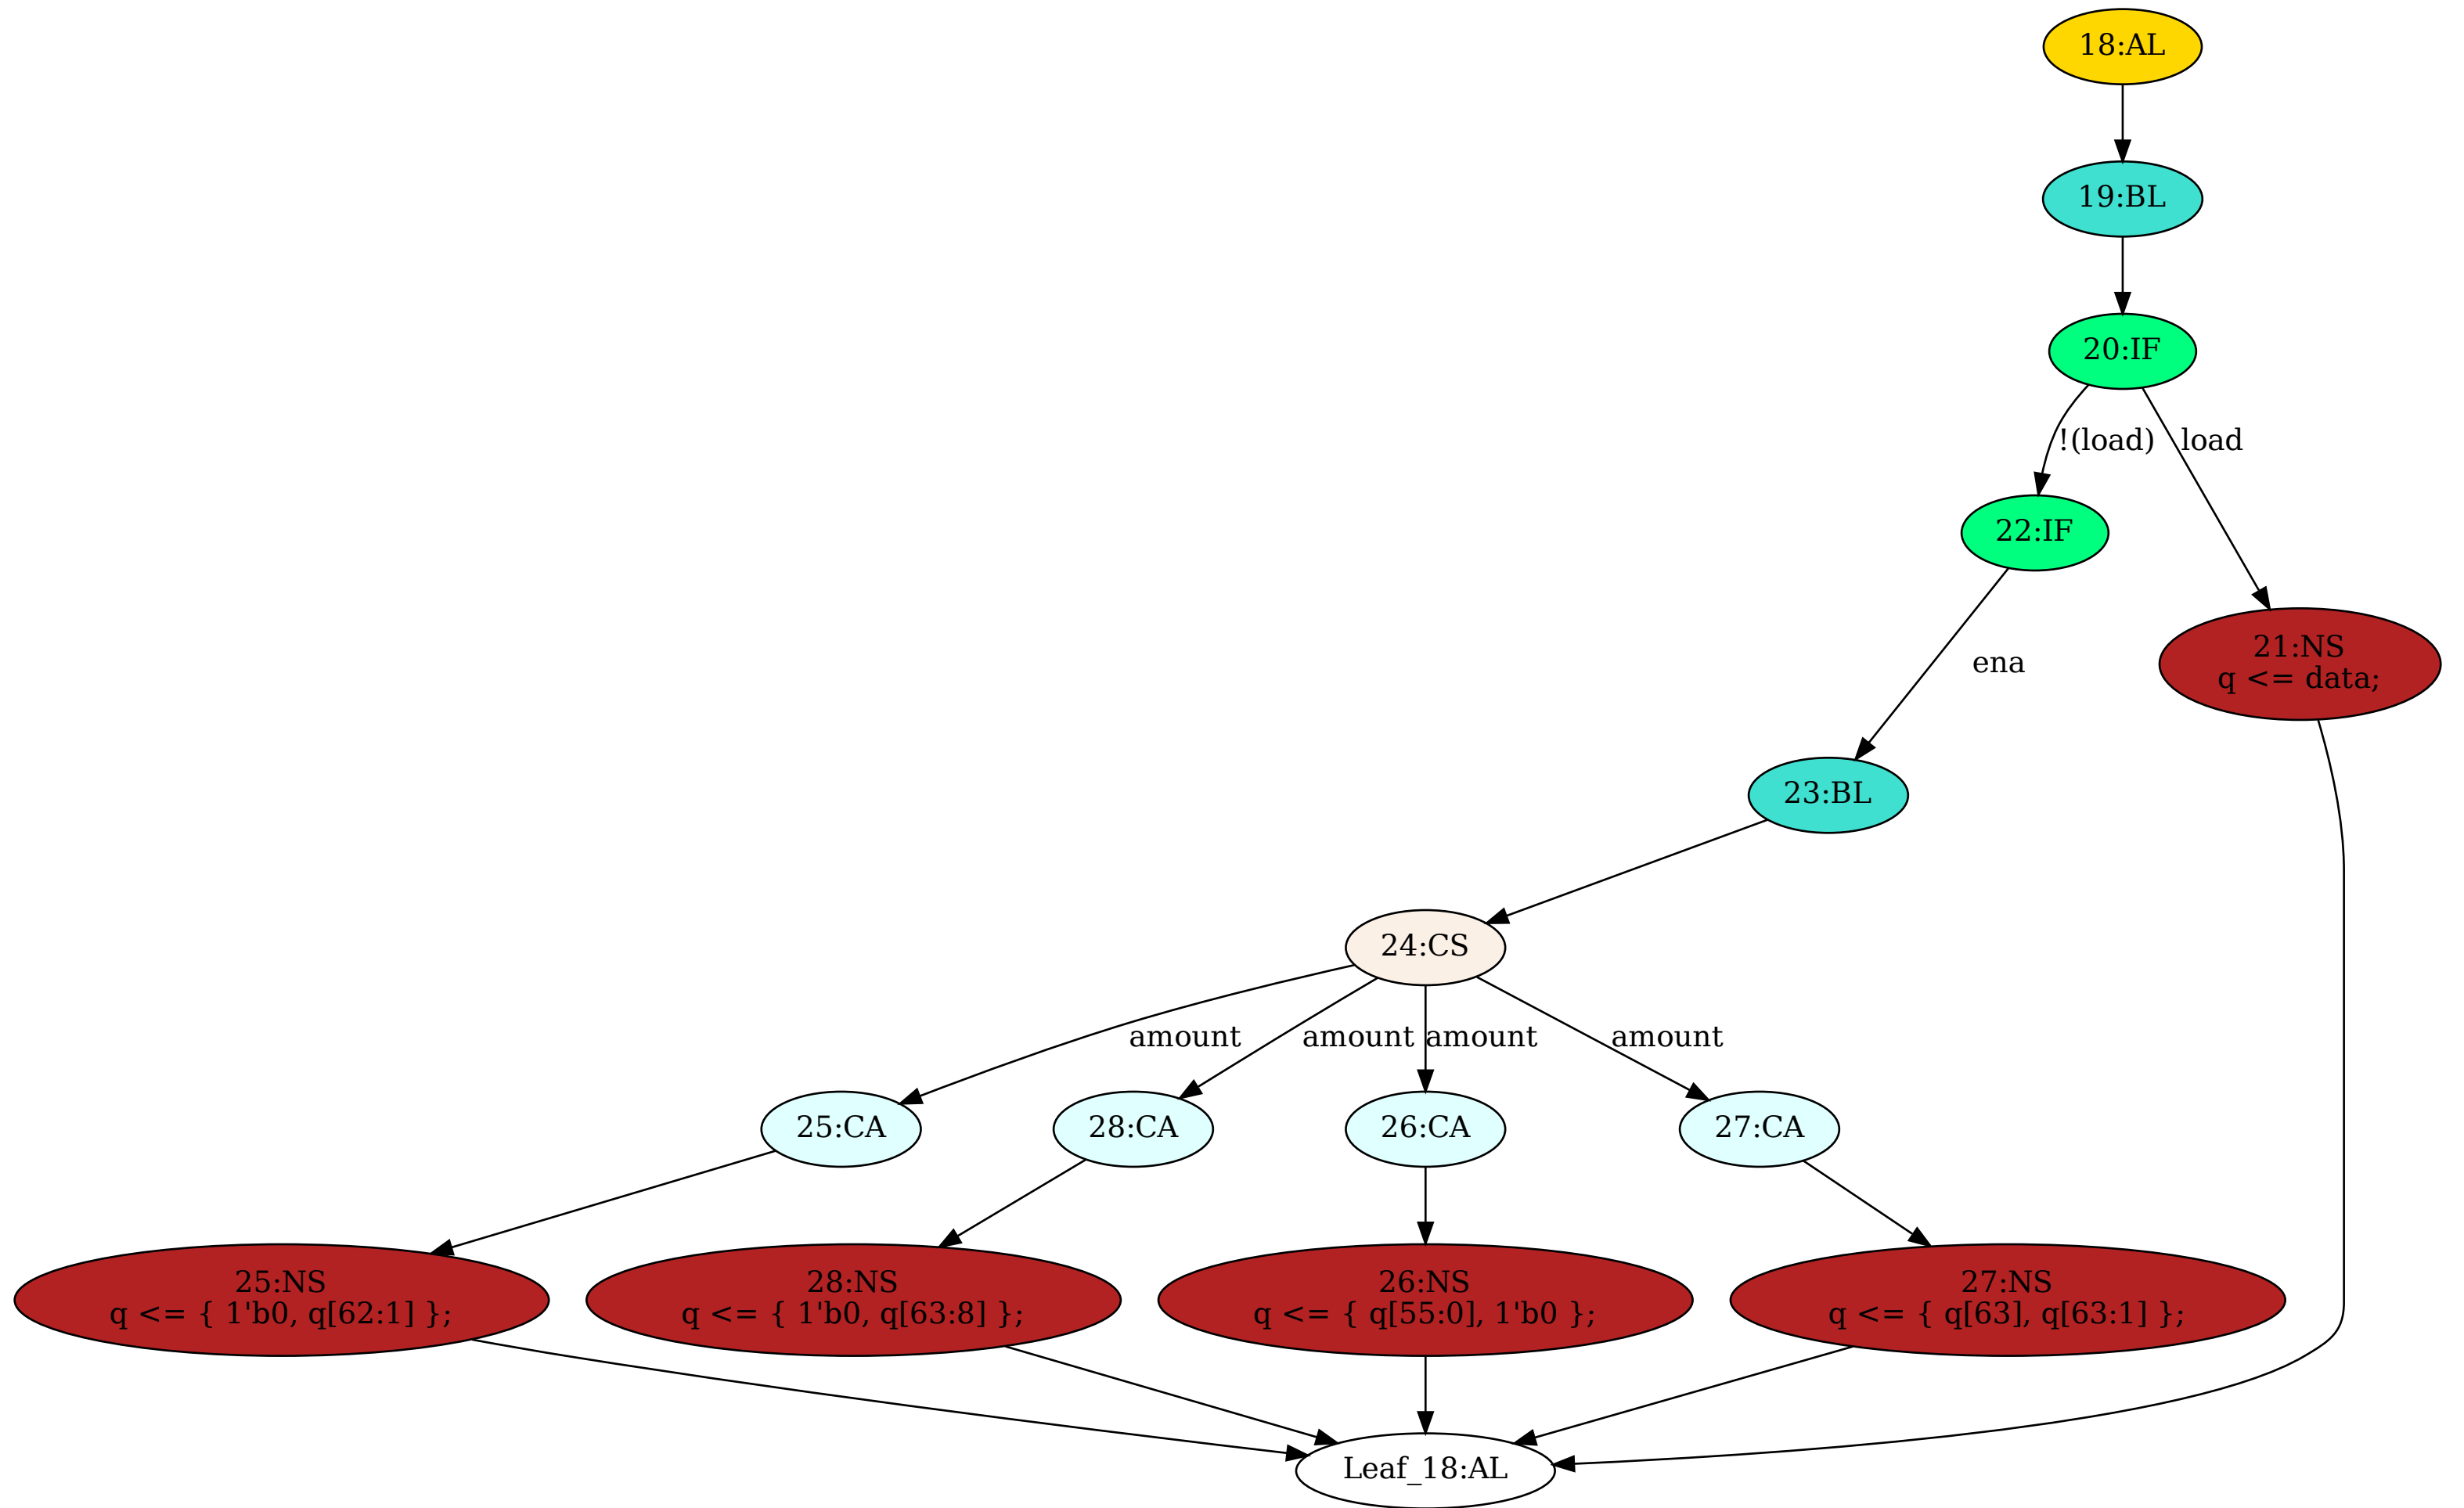 18:AL
19:BL
20:IF
!(load)
load
22:IF
21:NS
q <= data;
ena
23:BL
24:CS
amount
amount
amount
amount
25:CA
28:CA
26:CA
27:CA
25:NS
q <= { 1'b0, q[62:1] };
28:NS
q <= { 1'b0, q[63:8] };
26:NS
q <= { q[55:0], 1'b0 };
27:NS
q <= { q[63], q[63:1] };
Leaf_18:AL